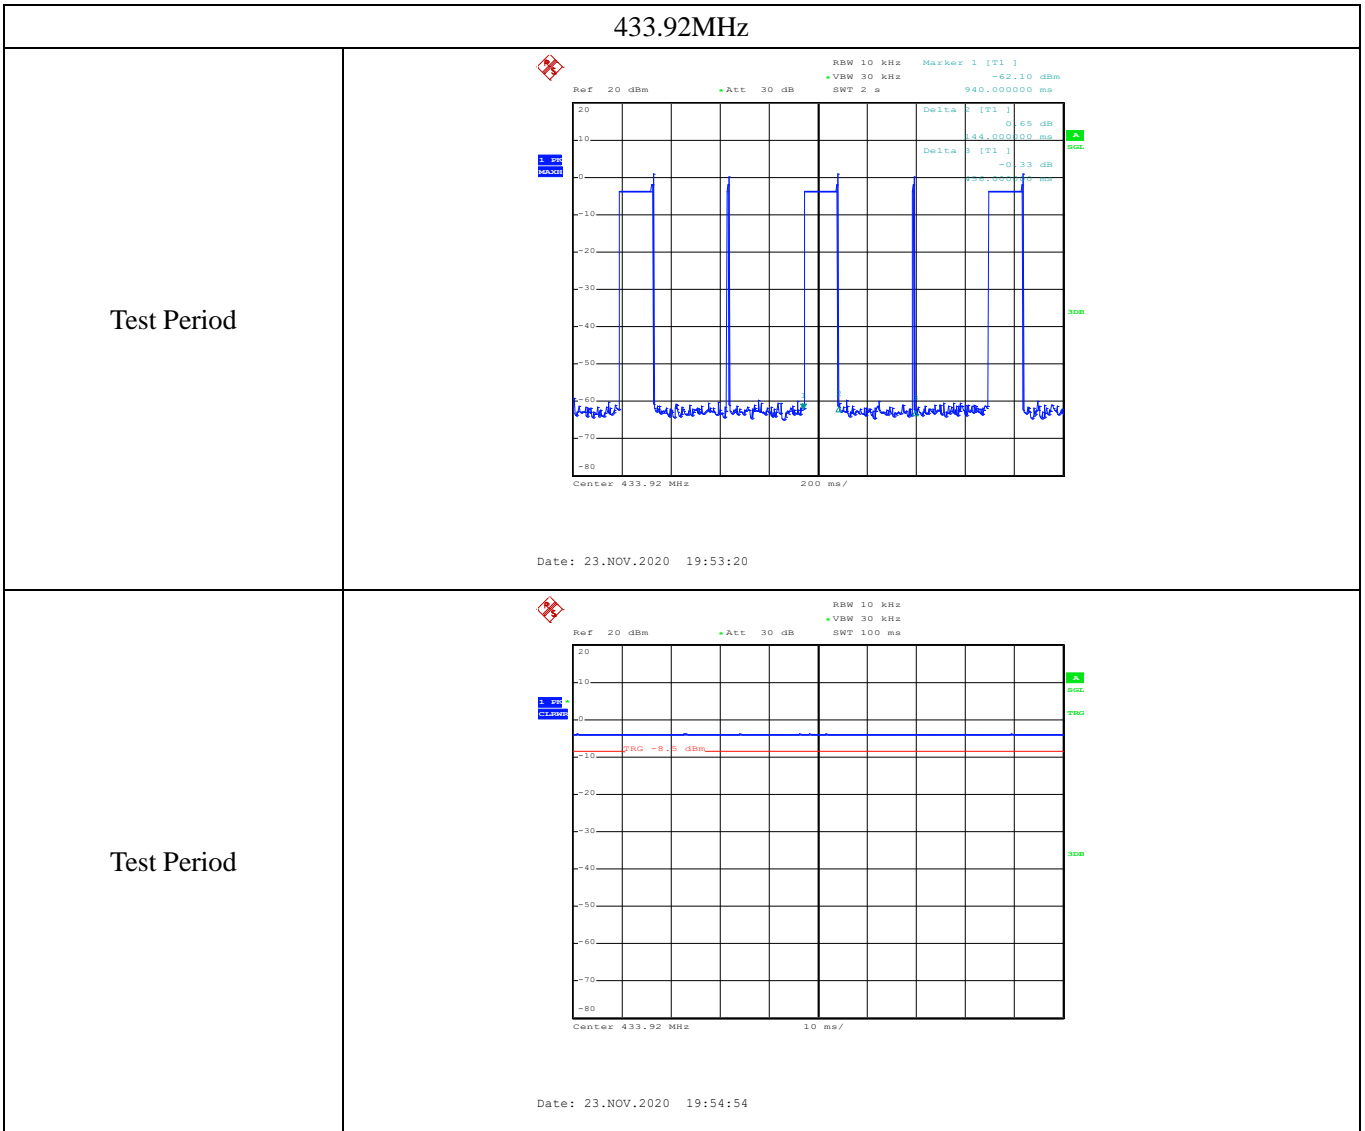 433.92MHz
Test Period
R S
RBW 10 kHz Marker 1 [T1 ]
*VBW 30 kHz -62.10 dBm
Ref 20 dBm *Att 30 dB SWT 2 s 940.000000 ms
20 Delta 2 [T1 ]
0.65 dB
A
-10 144.000000 ms
SGL
Delta 3 [T1 ]
1 PK
MAXH
-0.33 dB
-0
456.000000 ms
-10
-20
-30
3DB
-40
-50
-60
-70
-80
Center 433.92 MHz 200 ms/
Date: 23.NOV.2020 19:53:20
Test Period
R S
RBW 10 kHz
*VBW 30 kHz
Ref 20 dBm *Att 30 dB SWT 100 ms
20
A
-10
SGL
1 PK *
CLRWR
TRG
-0
TRG -8.5 dBm
-10
-20
-30
3DB
-40
-50
-60
-70
-80
Center 433.92 MHz 10 ms/
Date: 23.NOV.2020 19:54:54